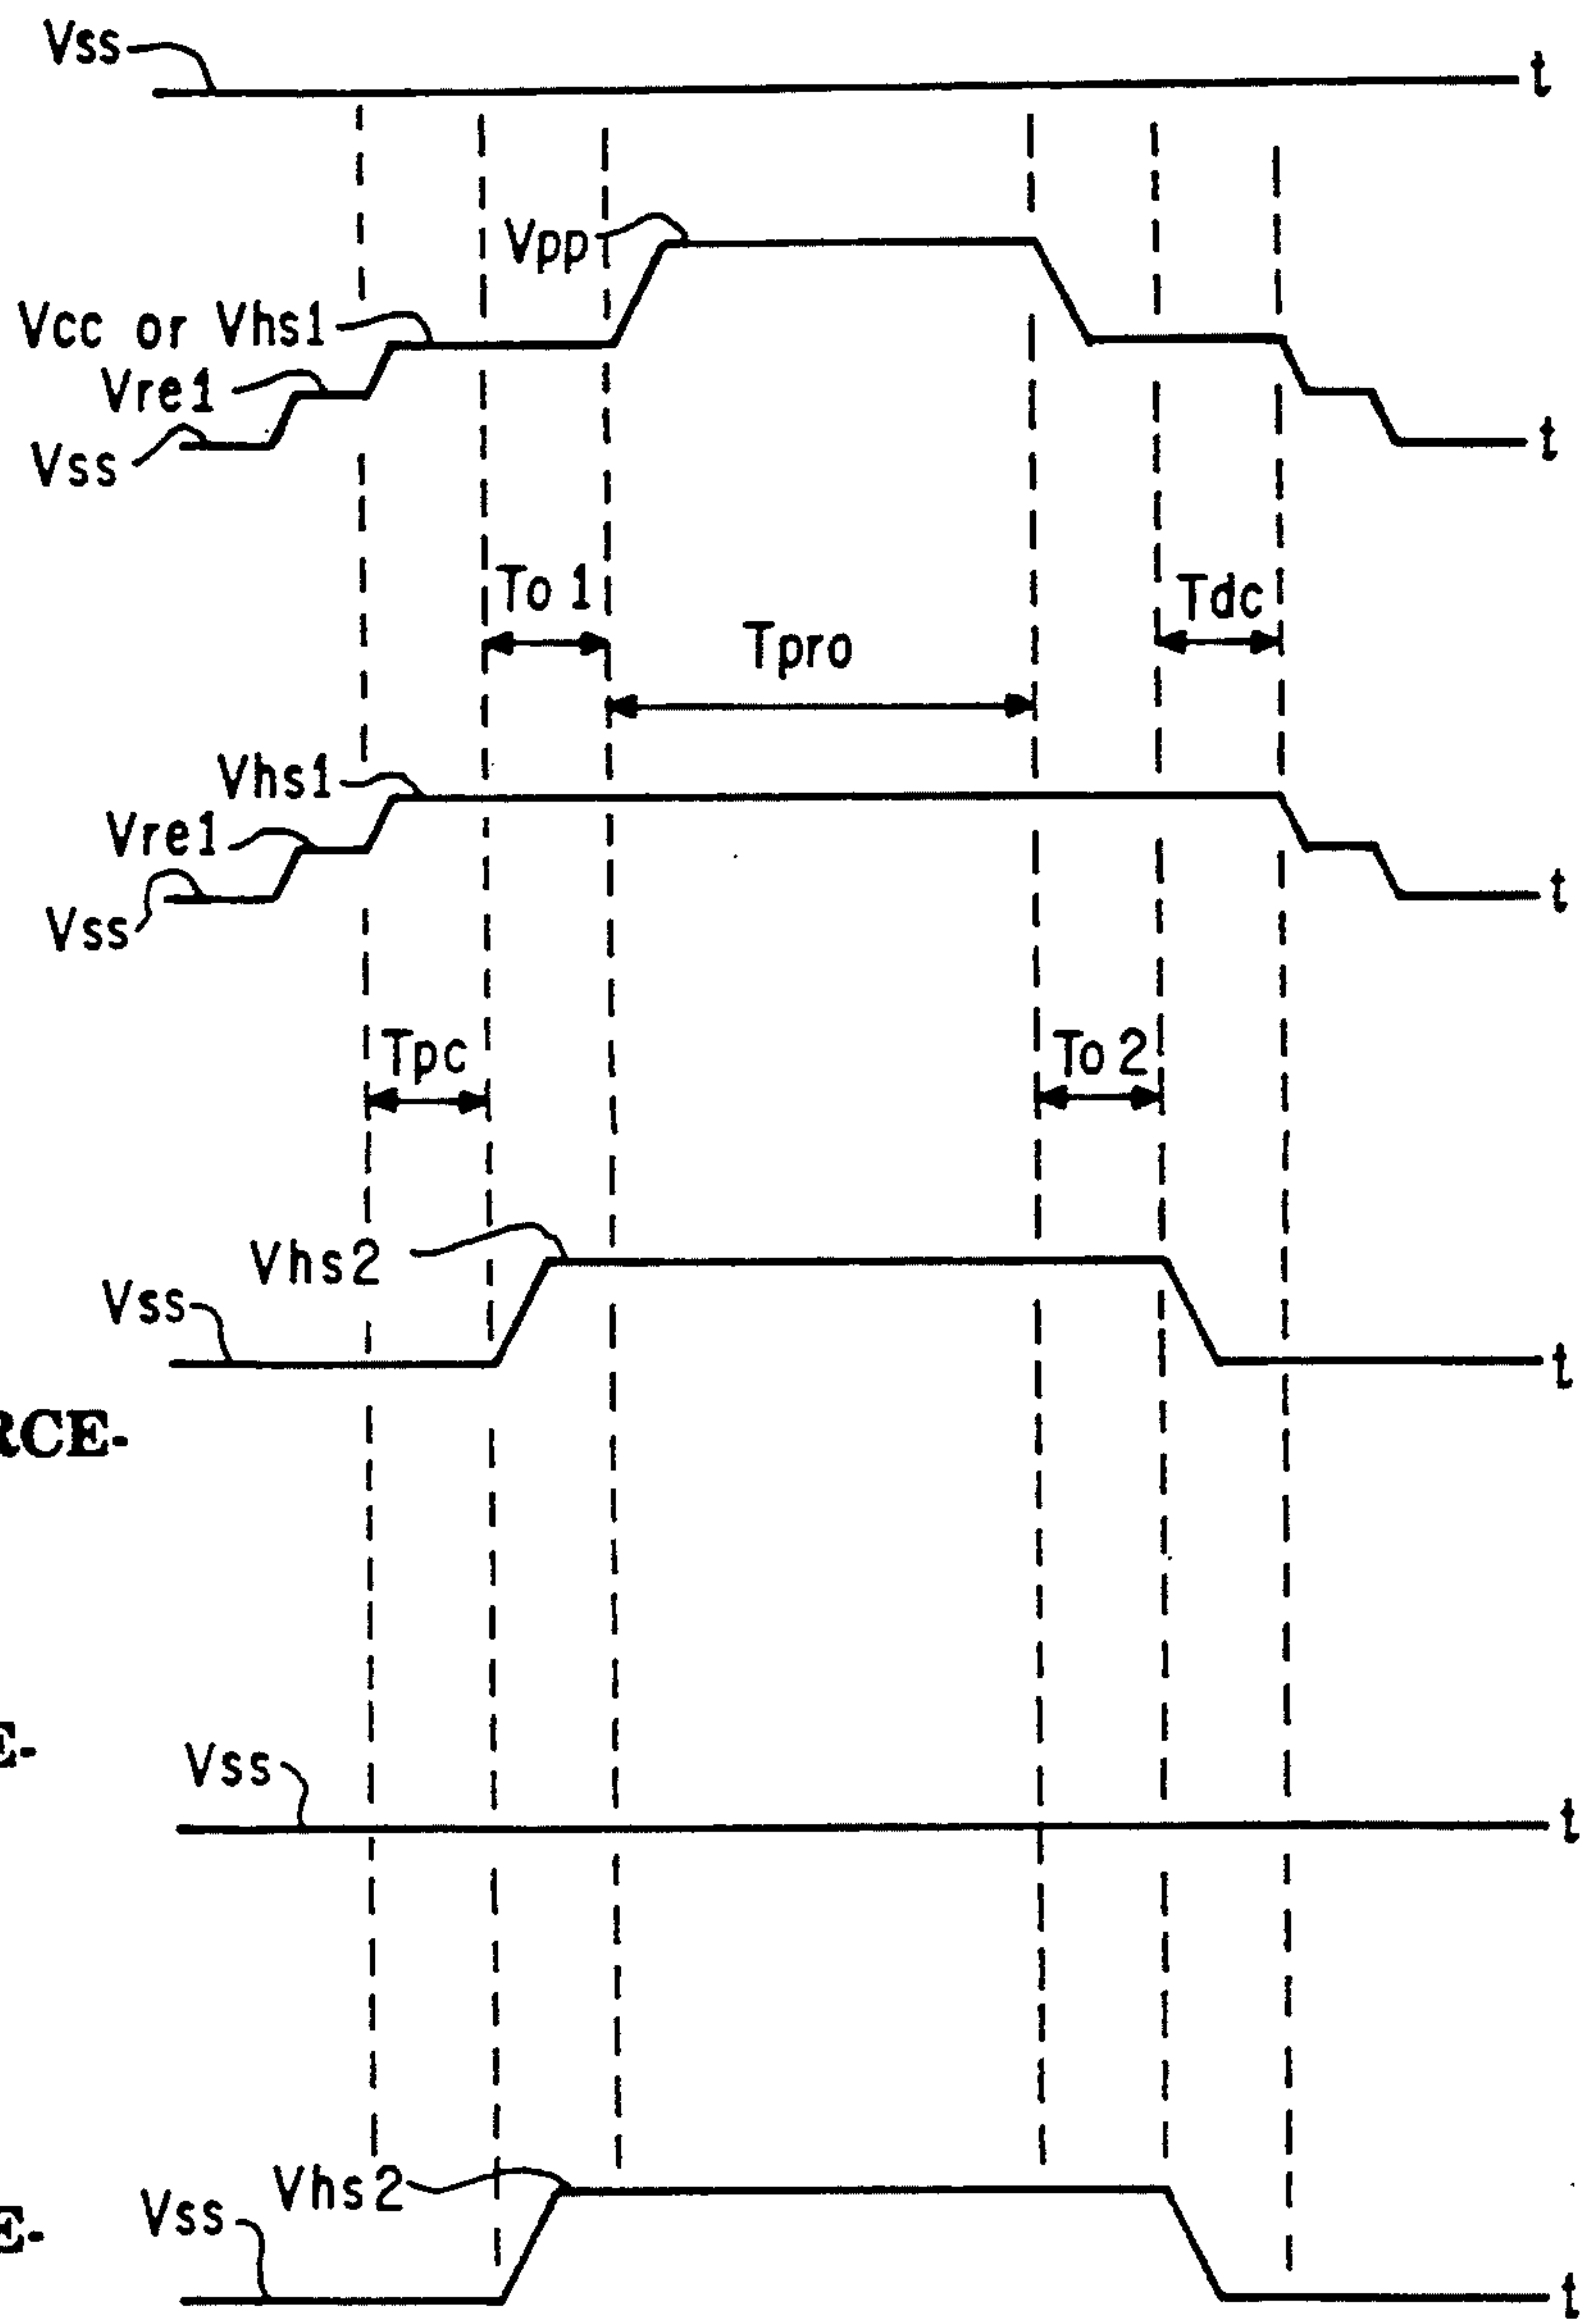 Vss
t
Vpp
Vcc or Vhs1
Vre1
Vss
t
To 1
Tdc
Tpro
Vhs1
Vre1
Vss
t
Tpc
To 2
Vhs2
Vss
t
RCE-
E-
Vss
t
Vhs2
Vss
E-
t